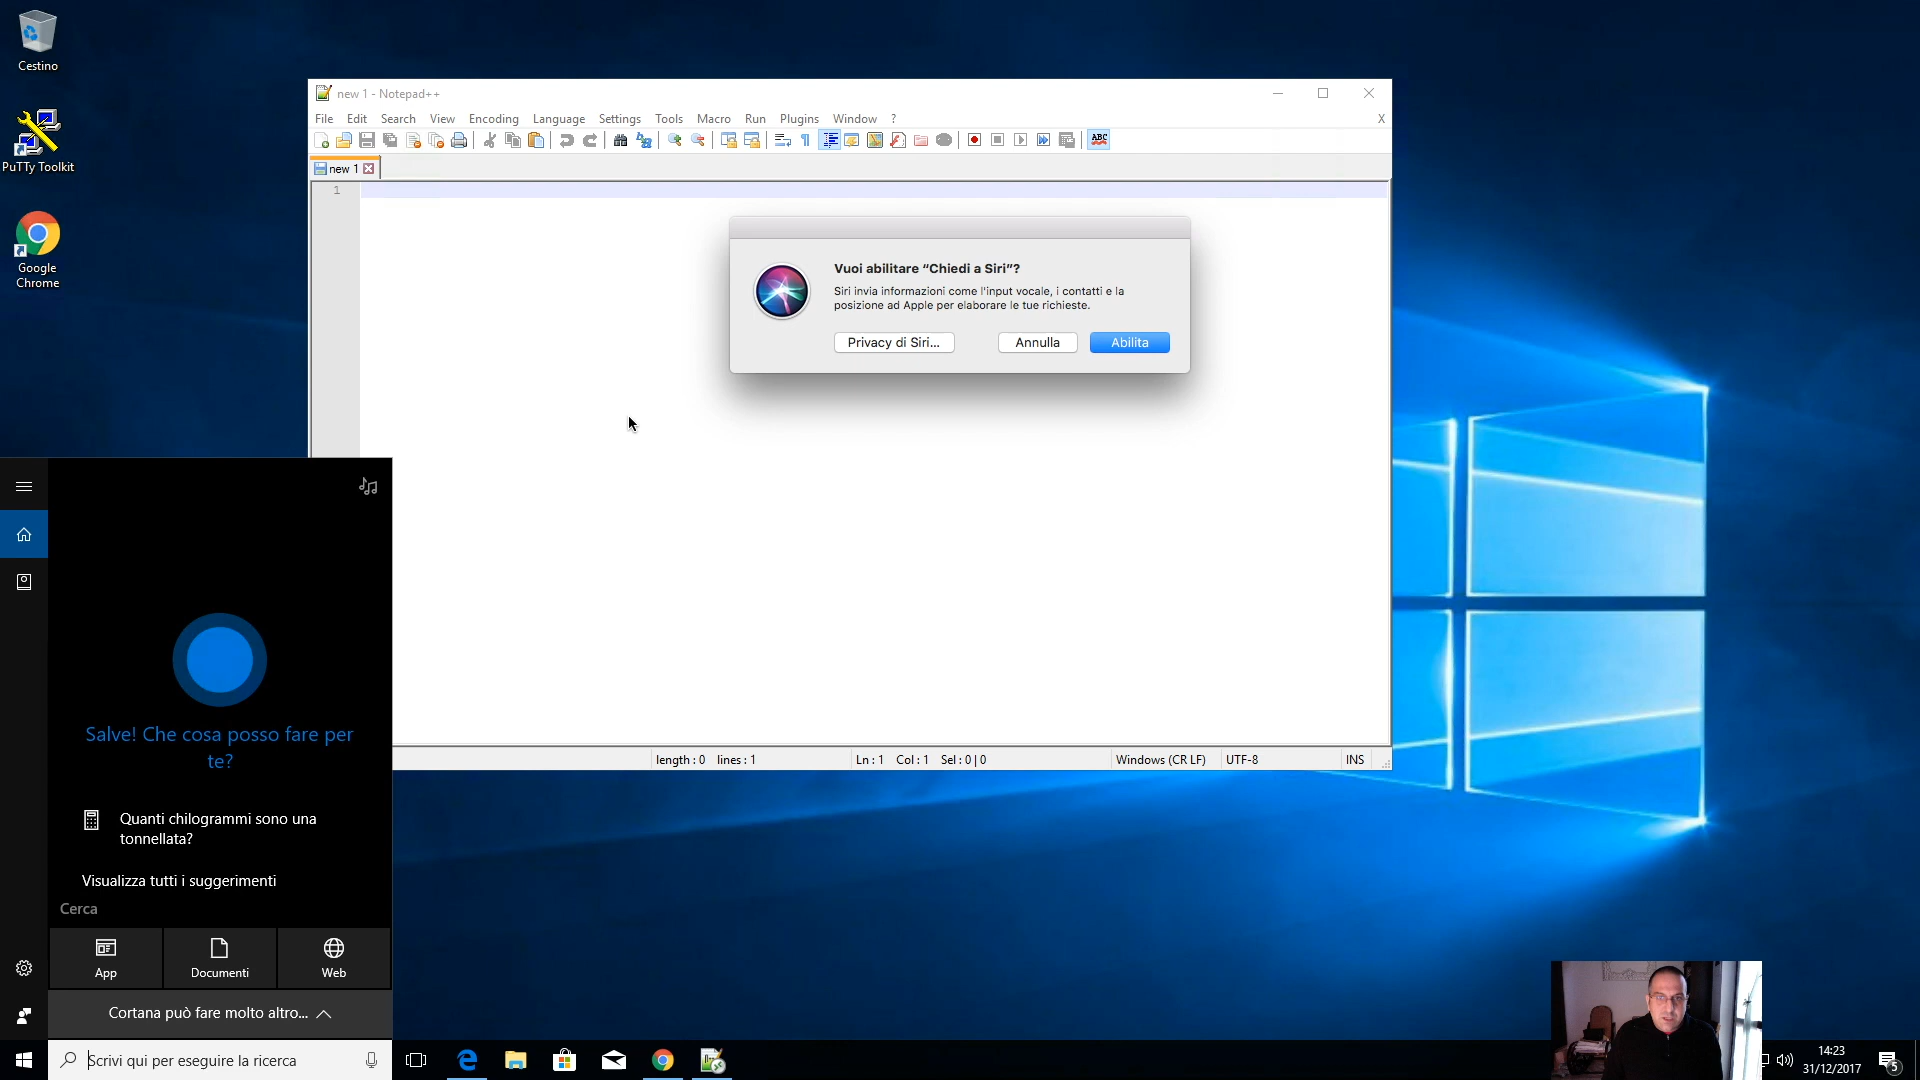 Cestino
PuTTy Toolkit
Google
Chrome
new 1 - Notepad++
File Edit Search View Encoding Language Settings Tools Macro Run Plugins Window ? X
ABC
new 1
1
Vuoi abilitare “Chiedi a Siri”?
Siri invia informazioni come l'input vocale, i contatti e la
posizione ad Apple per elaborare le tue richieste.
Privacy di Siri... Annulla Abilita
length : 0 lines : 1 Ln : 1 Col : 1 Sel : 0 | 0 Windows (CR LF) UTF-8 INS
Salve! Che cosa posso fare per
te?
Quanti chilogrammi sono una
tonnellata?
Visualizza tutti i suggerimenti
Cerca
App Documenti Web
Cortana può fare molto altro...
Scrivi qui per eseguire la ricerca
14:23
31/12/2017
5